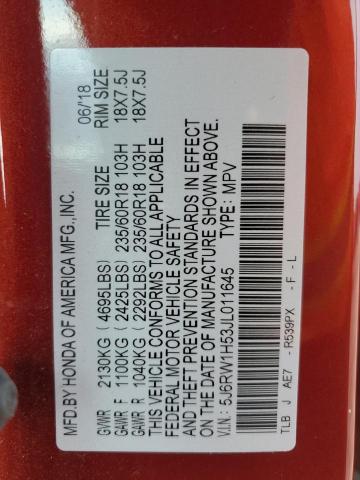 MFD.BY HONDA OF AMERICA MFG.,INC. 06/'18
TIRE SIZE RIM SIZE
GVWR 2130KG (4695LBS)
GAWR F 1100KG (2425LBS) 235/60R18 103H 18X7.5J
GAWR R 1040KG (2292LBS) 235/60R18 103H 18X7.5J
THIS VEHICLE CONFORMS TO ALL APPLICABLE
FEDERAL MOTOR VEHICLE SAFETY
AND THEFT PREVENTION STANDARDS IN EFFECT
ON THE DATE OF MANUFACTURE SHOWN ABOVE.
V.I.N.: 5J6RW1H53JL011645 TYPE: MPV
TLB J AE7 - R539PX - F - L